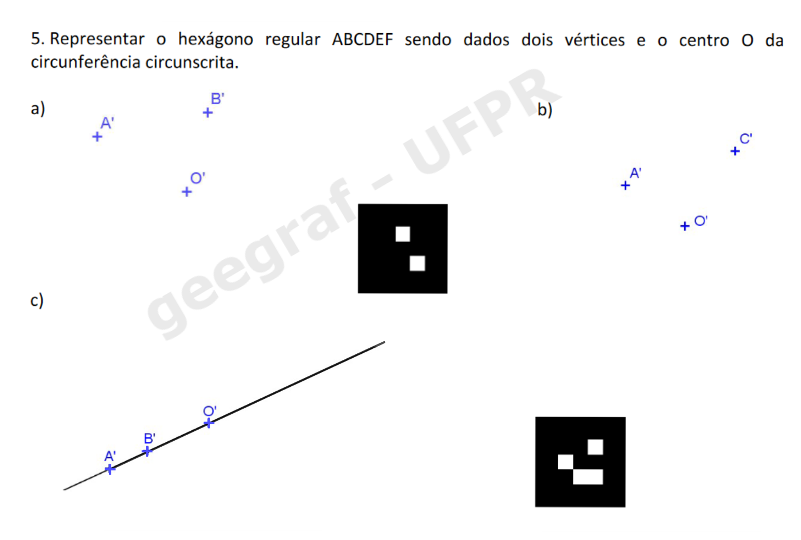 5. Representar o hexágono regular ABCDEF sendo dados dois vértices e o centro O da
circunferência circunscrita.
a)
A'
B'
O'
b)
A'
C'
O'
geegraf - UFPR
c)
A'
B'
O'